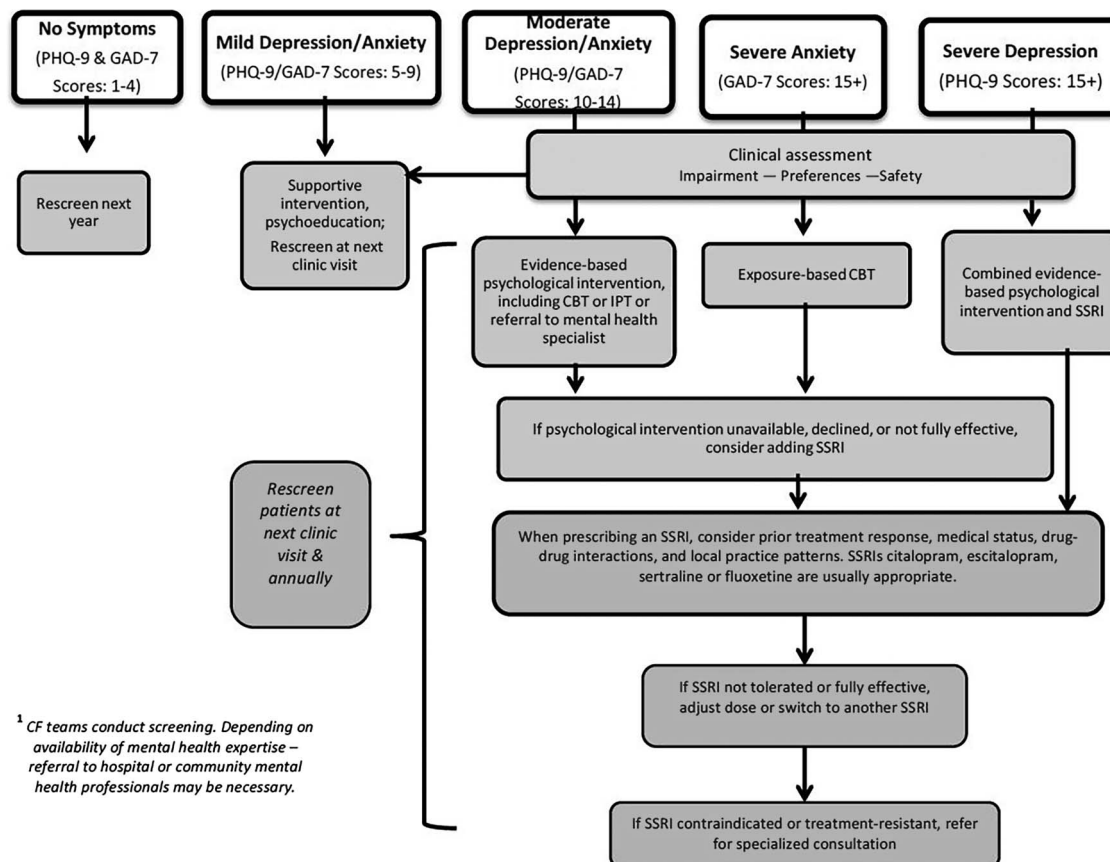 No Symptoms
(PHQ-9 & GAD-7
Scores: 1-4)
Mild Depression/Anxiety
(PHQ-9/GAD-7 Scores: 5-9)
Moderate
Depression/Anxiety
(PHQ-9/GAD-7
Scores: 10-14)
Severe Anxiety
(GAD-7 Scores: 15+)
Severe Depression
(PHQ-9 Scores: 15+)
Clinical assessment
Impairment — Preferences —Safety
Rescreen next
year
Supportive
intervention,
psychoeducation;
Rescreen at next
clinic visit
Evidence-based
psychological intervention,
including CBT or IPT or
referral to mental health
specialist
Exposure-based CBT
Combined evidence-
based psychological
intervention and SSRI
If psychological intervention unavailable, declined, or not fully effective,
consider adding SSRI
Rescreen
patients at
next clinic
visit &
annually
When prescribing an SSRI, consider prior treatment response, medical status, drug-
drug interactions, and local practice patterns. SSRIs citalopram, escitalopram,
sertraline or fluoxetine are usually appropriate.
If SSRI not tolerated or fully effective,
adjust dose or switch to another SSRI
1 CF teams conduct screening. Depending on
availability of mental health expertise –
referral to hospital or community mental
health professionals may be necessary.
If SSRI contraindicated or treatment-resistant, refer
for specialized consultation